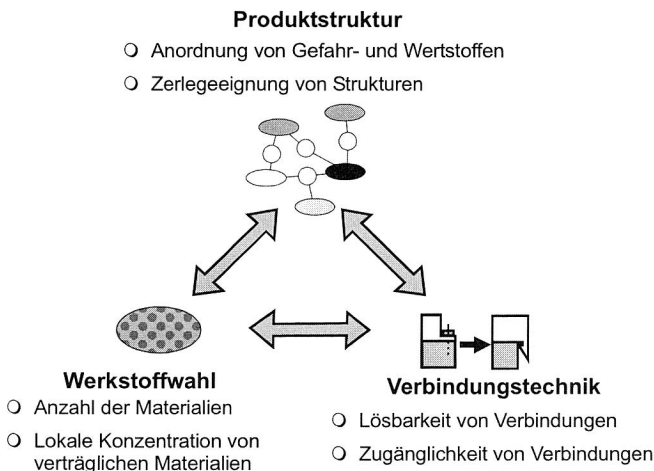 Produktstruktur
Anordnung von Gefahr- und Wertstoffen
Zerlegeeignung von Strukturen
Werkstoffwahl
Anzahl der Materialien
Lokale Konzentration von
verträglichen Materialien
Verbindungstechnik
Lösbarkeit von Verbindungen
Zugänglichkeit von Verbindungen